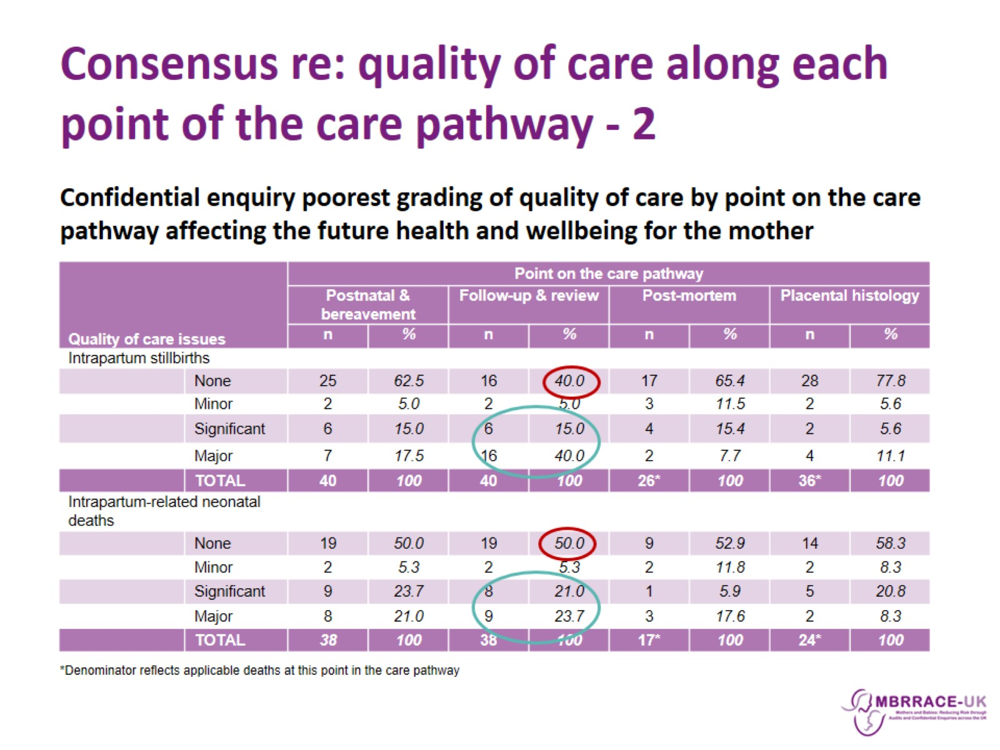 Consensus re: quality of care along each
point of the care pathway - 2
Confidential enquiry poorest grading of quality of care by point on the care
pathway affecting the future health and wellbeing for the mother
Point on the care pathway
Postnatal & bereavement Follow-up & review Post-mortem Placental histology
Quality of care issues n % n % n % n %
Intrapartum stillbirths
None 25 62.5 16 40.0 17 65.4 28 77.8
Minor 2 5.0 2 5.0 3 11.5 2 5.6
Significant 6 15.0 6 15.0 4 15.4 2 5.6
Major 7 17.5 16 40.0 2 7.7 4 11.1
TOTAL 40 100 40 100 26* 100 36* 100
Intrapartum-related neonatal
deaths
None 19 50.0 19 50.0 9 52.9 14 58.3
Minor 2 5.3 2 5.3 2 11.8 2 8.3
Significant 9 23.7 8 21.0 1 5.9 5 20.8
Major 8 21.0 9 23.7 3 17.6 2 8.3
TOTAL 38 100 38 100 17* 100 24* 100
*Denominator reflects applicable deaths at this point in the care pathway
MBRRACE-UK
Mothers and Babies: Reducing Risk through
Audits and Confidential Enquiries across the UK